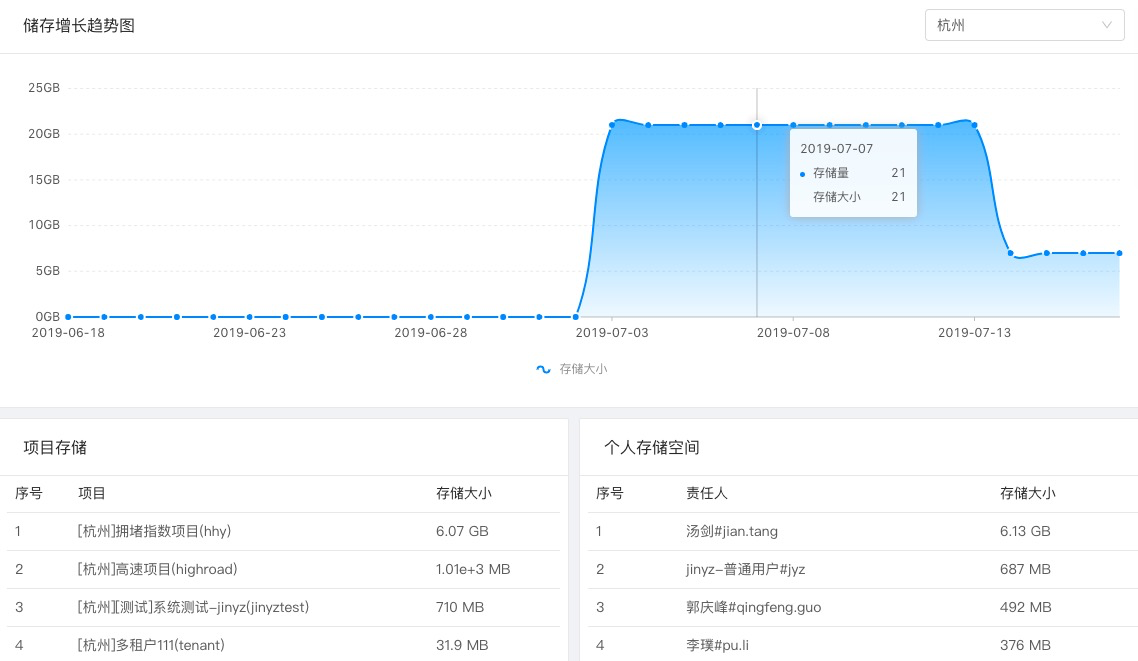 储存增长趋势图
杭州
25GB
20GB
15GB
10GB
5GB
0GB
2019-06-18 2019-06-23 2019-06-28 2019-07-03 2019-07-08 2019-07-13
2019-07-07
存储量 21
存储大小 21
存储大小
项目存储
序号 项目 存储大小
1 [杭州]拥堵指数项目(hhy) 6.07 GB
2 [杭州]高速项目(highroad) 1.01e+3 MB
3 [杭州][测试]系统测试-jinyz(jinyztest) 710 MB
4 [杭州]多租户111(tenant) 31.9 MB
个人存储空间
序号 责任人 存储大小
1 汤剑#jian.tang 6.13 GB
2 jinyz-普通用户#jyz 687 MB
3 郭庆峰#qingfeng.guo 492 MB
4 李璞#pu.li 376 MB